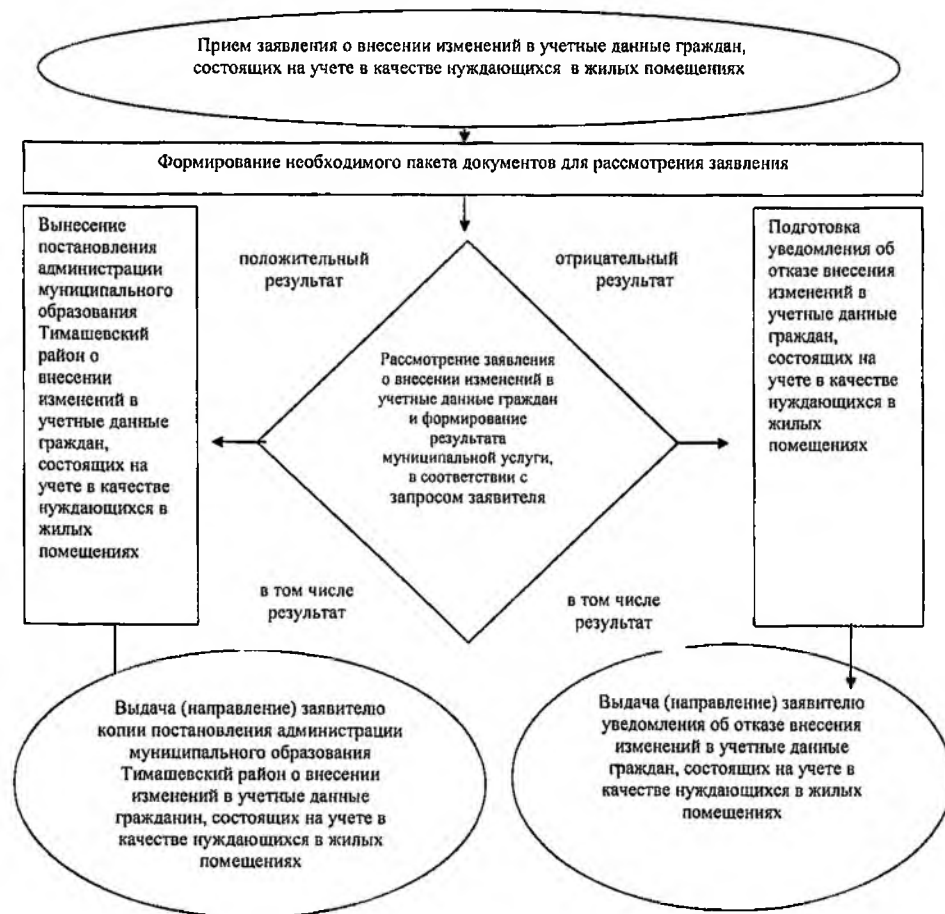 Прием заявления о внесении изменений в учетные данные граждан,
состоящих на учете в качестве нуждающихся в жилых помещениях
Формирование необходимого пакета документов для рассмотрения заявления
Вынесение
постановления
администрации
муниципального
образования
Тимашевский
район о
внесении
изменений в
учетные данные
граждан,
состоящих на
учете в качестве
нуждающихся в
жилых
помещениях
положительный
результат
отрицательный
результат
Рассмотрение заявления
о внесении изменений в
учетные данные граждан
и формирование
результата
муниципальной услуги,
в соответствии с
запросом заявителя
Подготовка
уведомления об
отказе внесения
изменений в
учетные данные
граждан,
состоящих на
учете в качестве
нуждающихся в
жилых
помещениях
в том числе
результат
в том числе
результат
Выдача (направление) заявителю
копии постановления администрации
муниципального образования
Тимашевский район о внесении
изменений в учетные данные
гражданин, состоящих на учете в
качестве нуждающихся в жилых
помещениях
Выдача (направление) заявителю
уведомления об отказе внесения
изменений в учетные данные
граждан, состоящих на учете в
качестве нуждающихся в жилых
помещениях